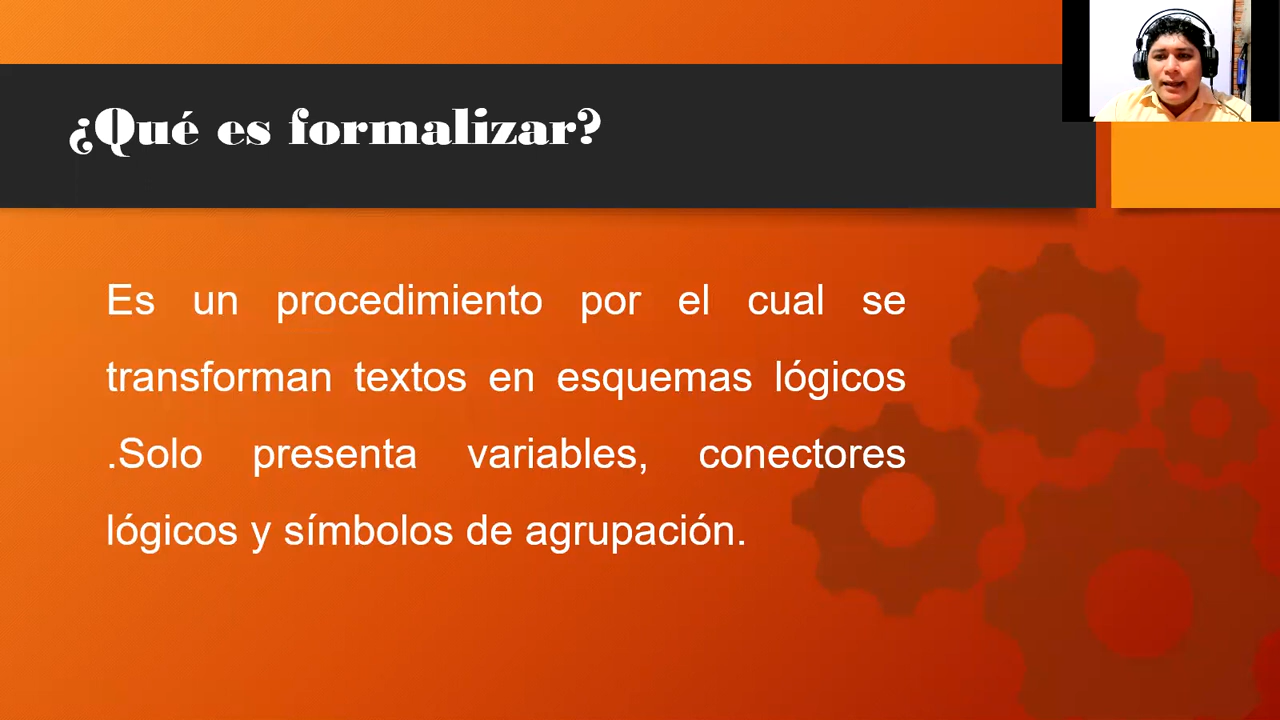 ¿Qué es formalizar?
Es un procedimiento por el cual se
transforman textos en esquemas lógicos
.Solo presenta variables, conectores
lógicos y símbolos de agrupación.